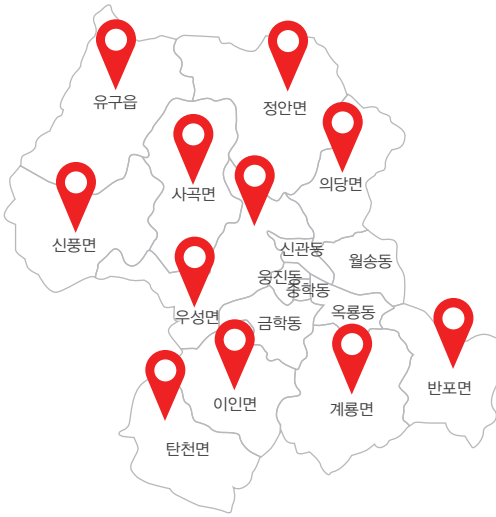 유구읍
정안면
의당면
사곡면
신풍면
신관동
월송동
웅진동
중학동
우성면
금학동
옥룡동
반포면
이인면
계룡면
탄천면